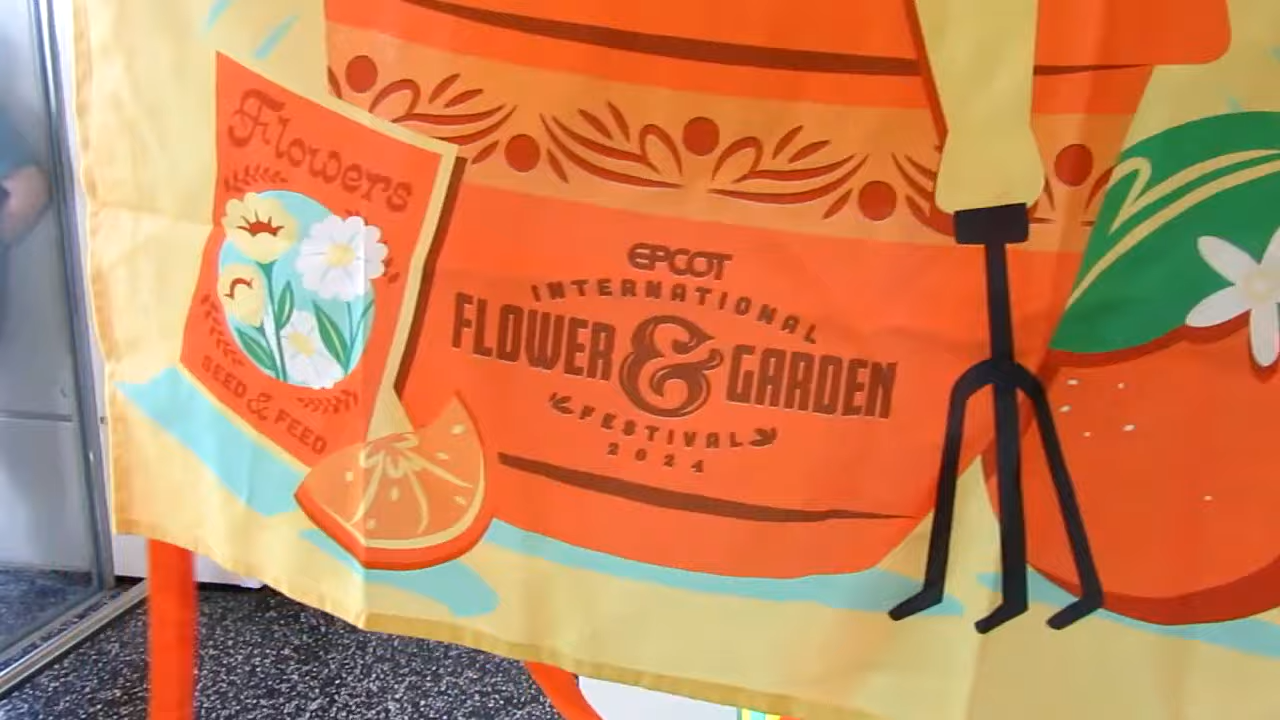 Flowers
SEED & FEED
EPCOT
INTERNATIONAL
FLOWER & GARDEN
FESTIVAL
2024